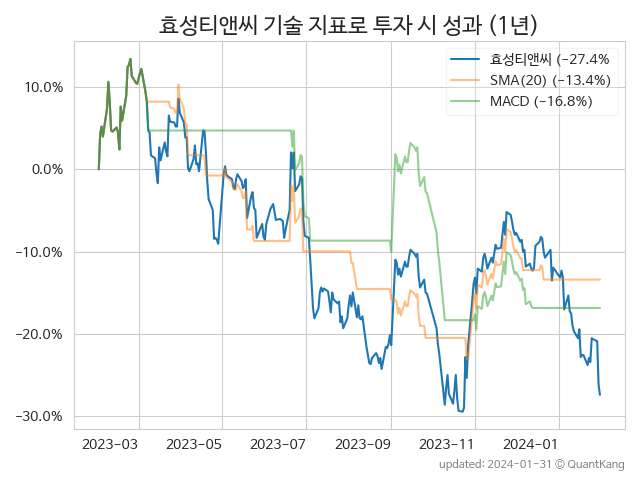 효성티앤씨 기술 지표로 투자 시 성과 (1년)
효성티앤씨 (−27.4%
SMA(20) (−13.4%)
MACD (−16.8%)
10.0%
0.0%
−10.0%
−20.0%
−30.0%
2023-03 2023-05 2023-07 2023-09 2023-11 2024-01
updated: 2024-01-31 © QuantKang